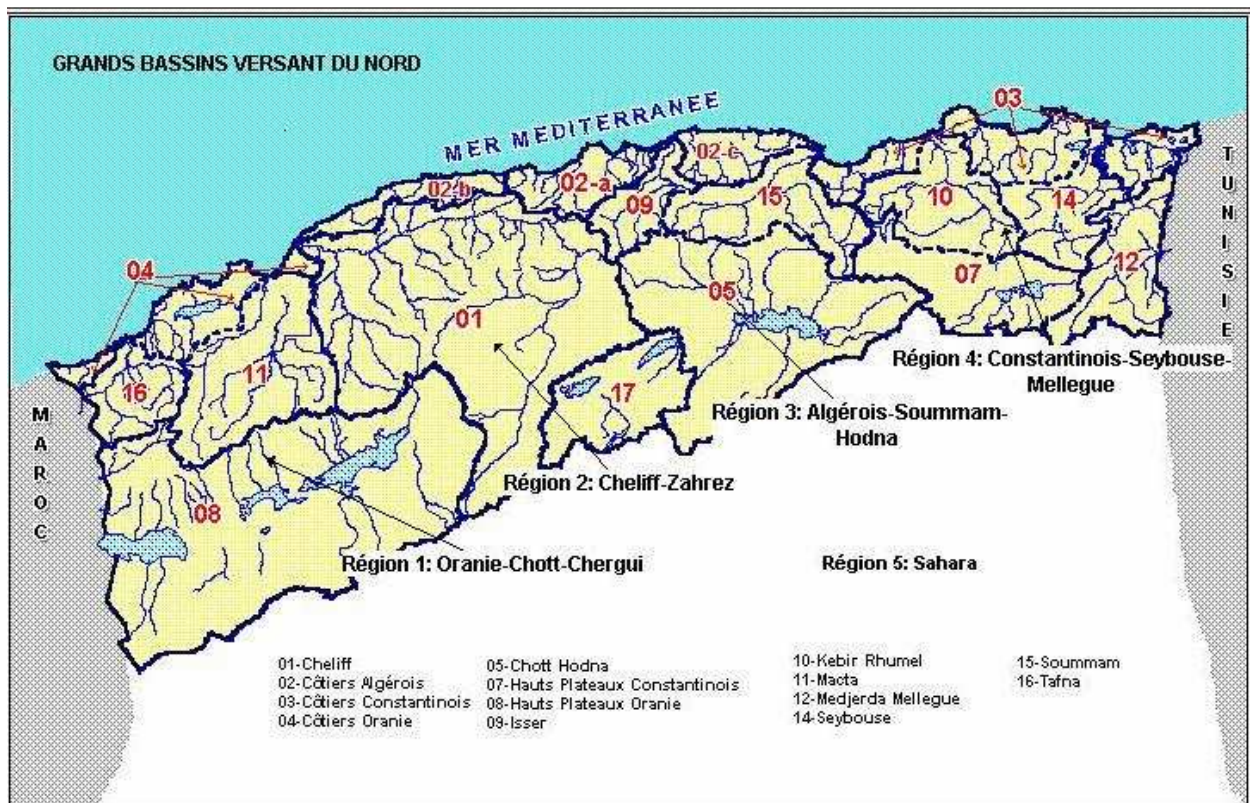 GRANDS BASSINS VERSANT DU NORD
MER MEDITERRANEE
03
02-c
02-b
02-a
09
15
10
14
12
07
04
05
01
16
11
17
08
TUNISIE
MAROC
Région 4: Constantinois-Seybouse-
Mellegue
Région 3: Algérois-Soummam-
Hodna
Région 2: Cheliff-Zahrez
Région 1: Oranie-Chott-Chergui
Région 5: Sahara
01-Cheliff
02-Côtiers Algérois
03-Côtiers Constantinois
04-Côtiers Oranie
05-Chott Hodna
07-Hauts Plateaux Constantinois
08-Hauts Plateaux Oranie
09-Isser
10-Kebir Rhumel
11-Macta
12-Medjerda Mellegue
14-Seybouse
15-Soummam
16-Tafna